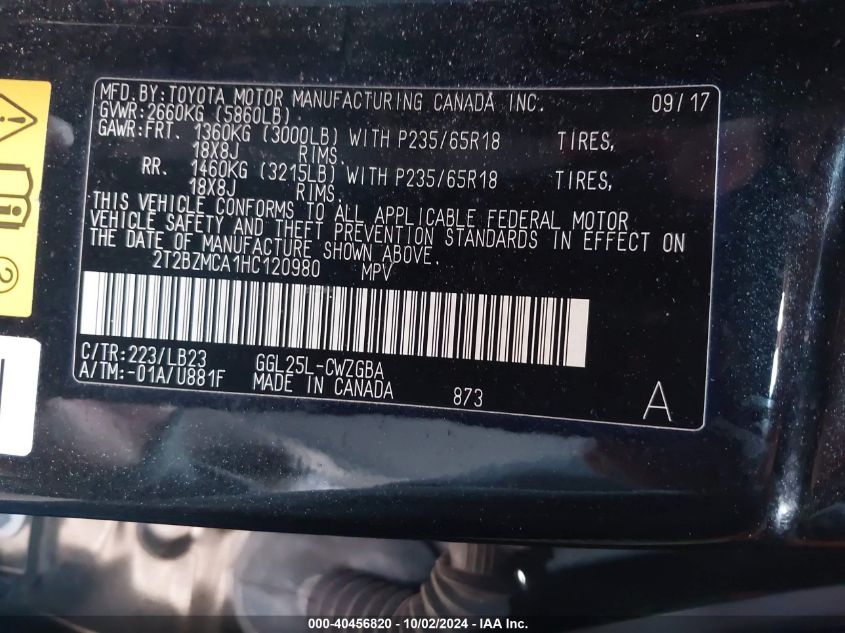 MFD.BY:TOYOTA MOTOR MANUFACTURING CANADA INC. 09/17
GVWR:2660KG (5860LB)
GAWR:FRT. 1360KG (3000LB) WITH P235/65R18 TIRES,
18X8J RIMS.
RR. 1460KG (3215LB) WITH P235/65R18 TIRES,
18X8J RIMS.
THIS VEHICLE CONFORMS TO ALL APPLICABLE FEDERAL MOTOR
VEHICLE SAFETY AND THEFT PREVENTION STANDARDS IN EFFECT ON
THE DATE OF MANUFACTURE SHOWN ABOVE.
2T2BZMCA1HC120980 MPV
C/TR:223/LB23 GGL25L-CWZGBA
A/TM:-01A/U881F MADE IN CANADA 873 A
2
000-40456820 - 10/02/2024 - IAA Inc.